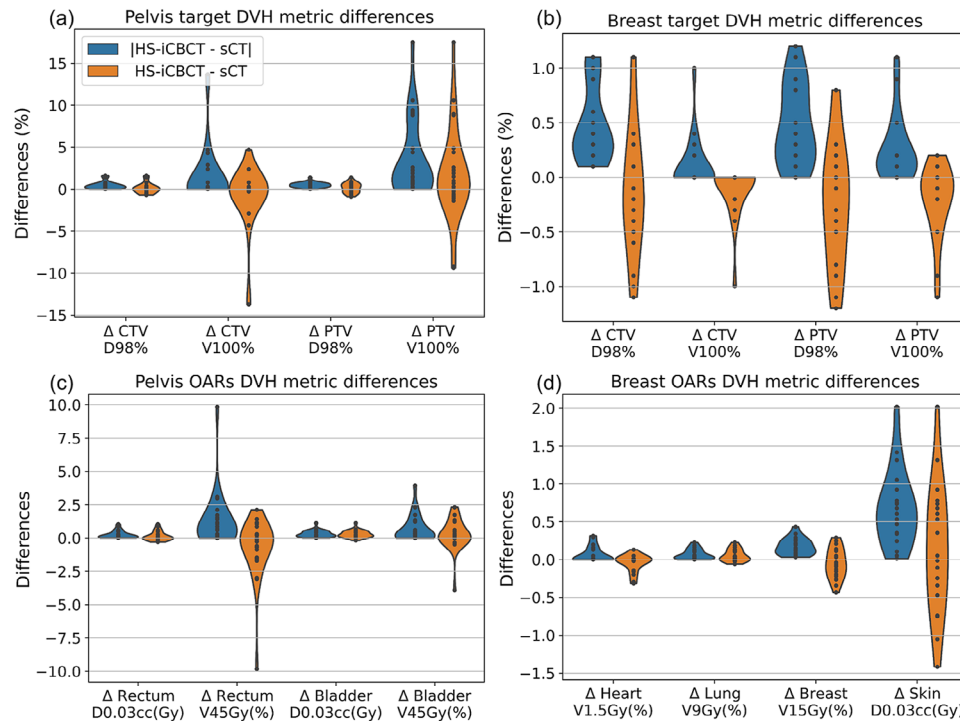 (a) Pelvis target DVH metric differences
|HS-iCBCT - sCT|
HS-iCBCT - sCT
Differences (%)
15
10
5
0
−5
−10
−15
Δ CTV D98%
Δ CTV V100%
Δ PTV D98%
Δ PTV V100%
(b) Breast target DVH metric differences
Differences (%)
1.0
0.5
0.0
−0.5
−1.0
Δ CTV D98%
Δ CTV V100%
Δ PTV D98%
Δ PTV V100%
(c) Pelvis OARs DVH metric differences
Differences
10.0
7.5
5.0
2.5
0.0
−2.5
−5.0
−7.5
−10.0
Δ Rectum D0.03cc(Gy)
Δ Rectum V45Gy(%)
Δ Bladder D0.03cc(Gy)
Δ Bladder V45Gy(%)
(d) Breast OARs DVH metric differences
Differences
2.0
1.5
1.0
0.5
0.0
−0.5
−1.0
−1.5
Δ Heart V1.5Gy(%)
Δ Lung V9Gy(%)
Δ Breast V15Gy(%)
Δ Skin D0.03cc(Gy)